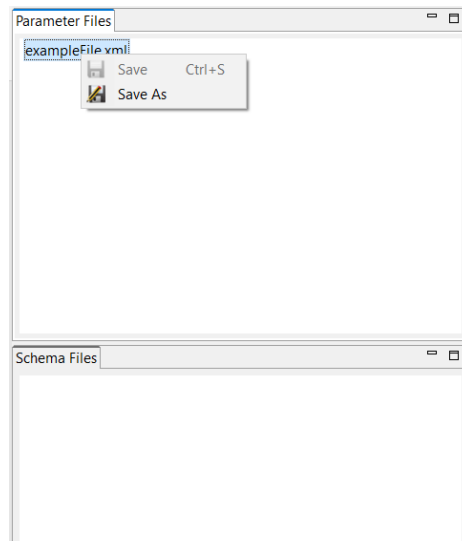 Parameter Files
exampleFile.xml
Save Ctrl+S
Save As
Schema Files